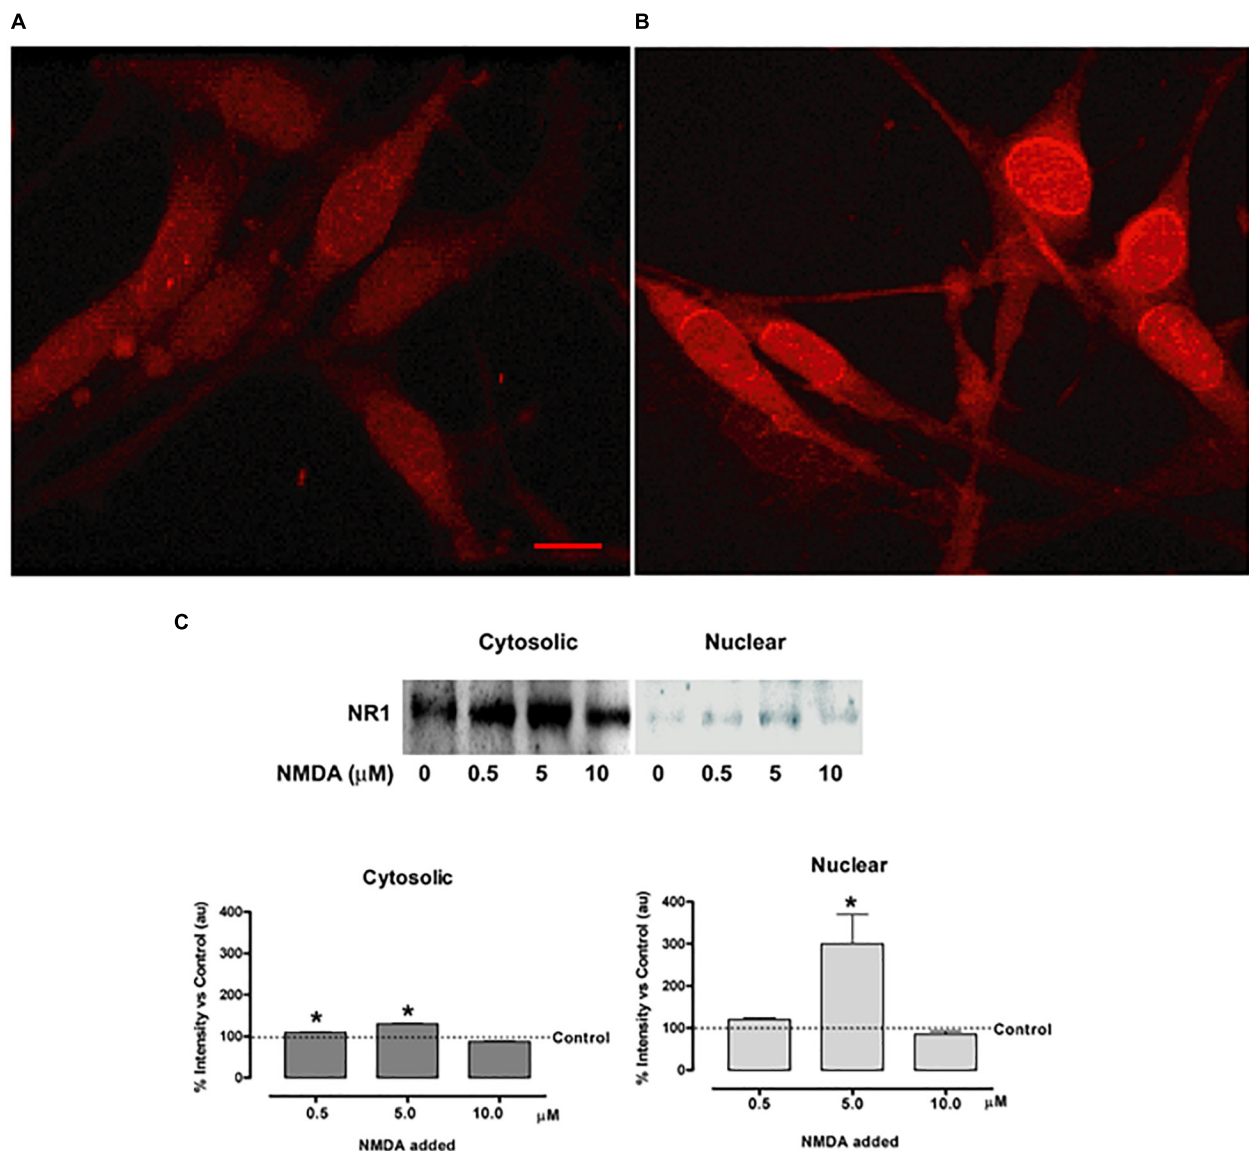 A
B
C
Cytosolic Nuclear
NR1
NMDA (µM) 0 0.5 5 10 0 0.5 5 10
Cytosolic
% Intensity vs Control (au)
400
300
200
100
0
* *
Control
0.5 5.0 10.0 µM
NMDA added
Nuclear
% Intensity vs Control (au)
400
300
200
100
0
*
Control
0.5 5.0 10.0 µM
NMDA added